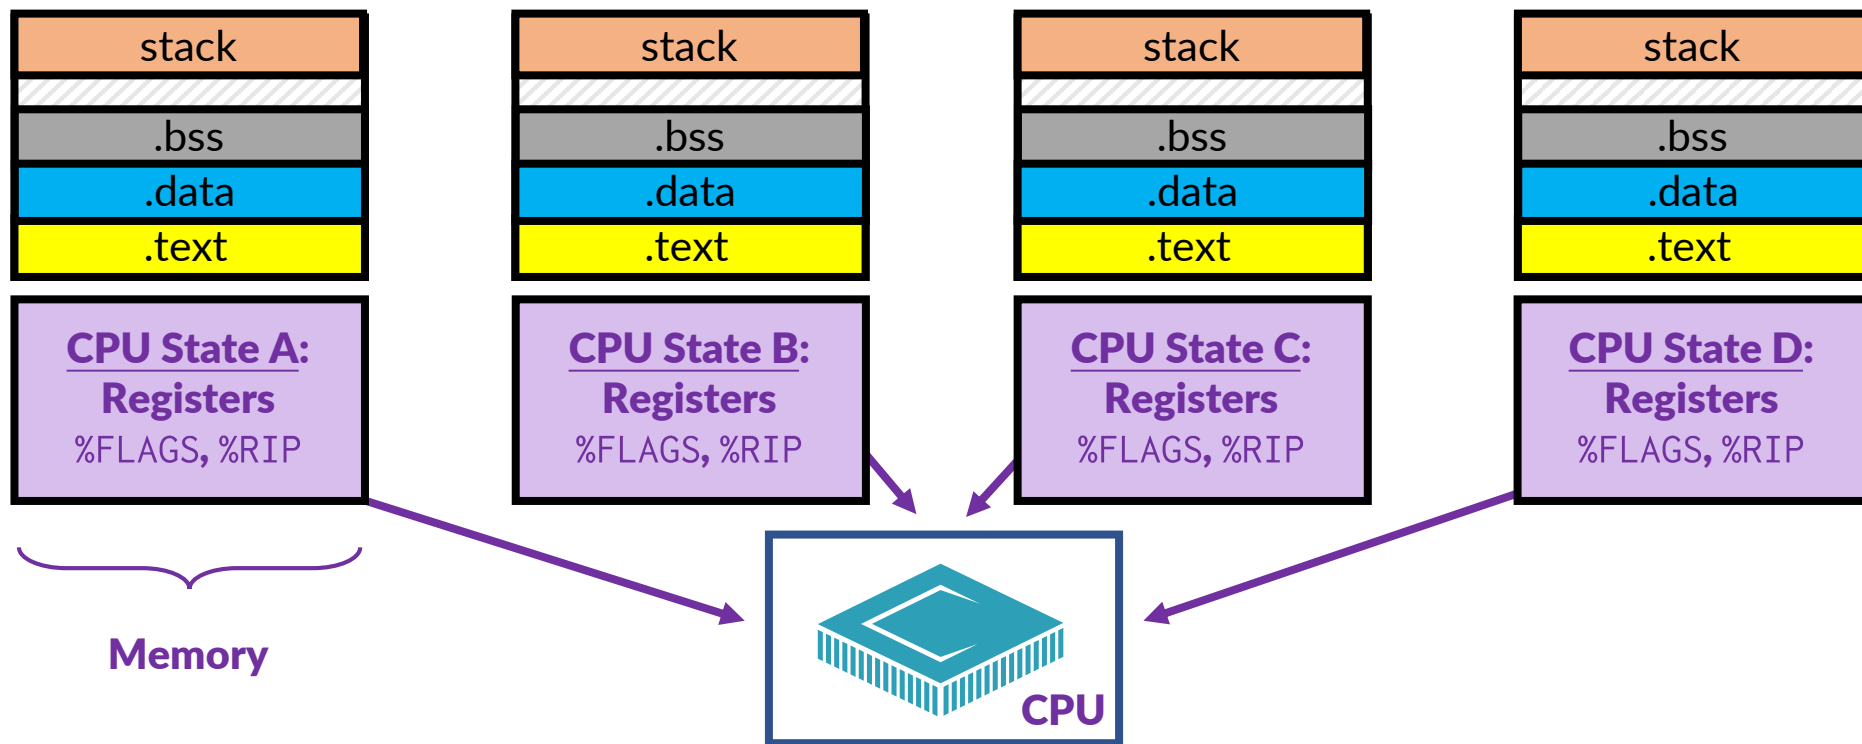 stack
.bss
.data
.text
CPU State A:
Registers
%FLAGS, %RIP
stack
.bss
.data
.text
CPU State B:
Registers
%FLAGS, %RIP
stack
.bss
.data
.text
CPU State C:
Registers
%FLAGS, %RIP
stack
.bss
.data
.text
CPU State D:
Registers
%FLAGS, %RIP
Memory
CPU